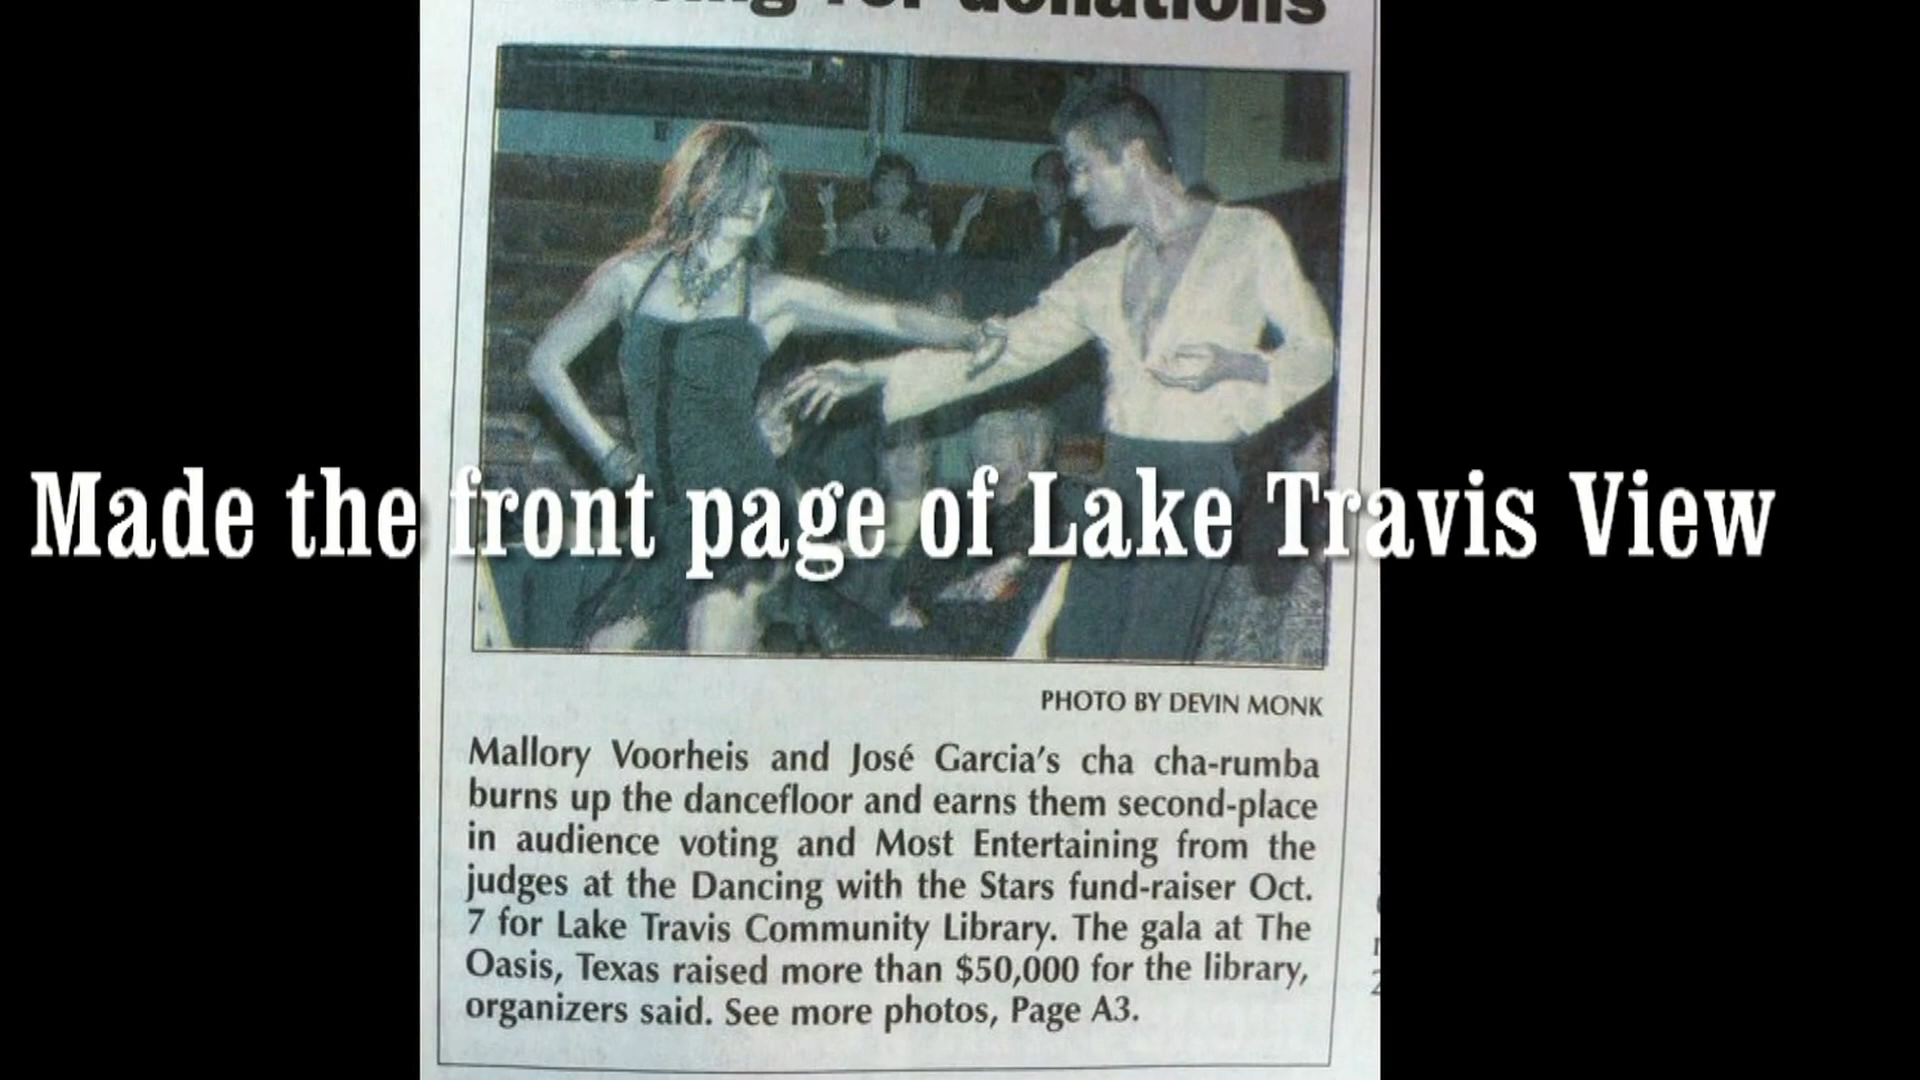 for donations
Made the front page of Lake Travis View
PHOTO BY DEVIN MONK
Mallory Voorheis and José Garcia's cha cha-rumba
burns up the dancefloor and earns them second-place
in audience voting and Most Entertaining from the
judges at the Dancing with the Stars fund-raiser Oct.
7 for Lake Travis Community Library. The gala at The
Oasis, Texas raised more than $50,000 for the library,
organizers said. See more photos, Page A3.